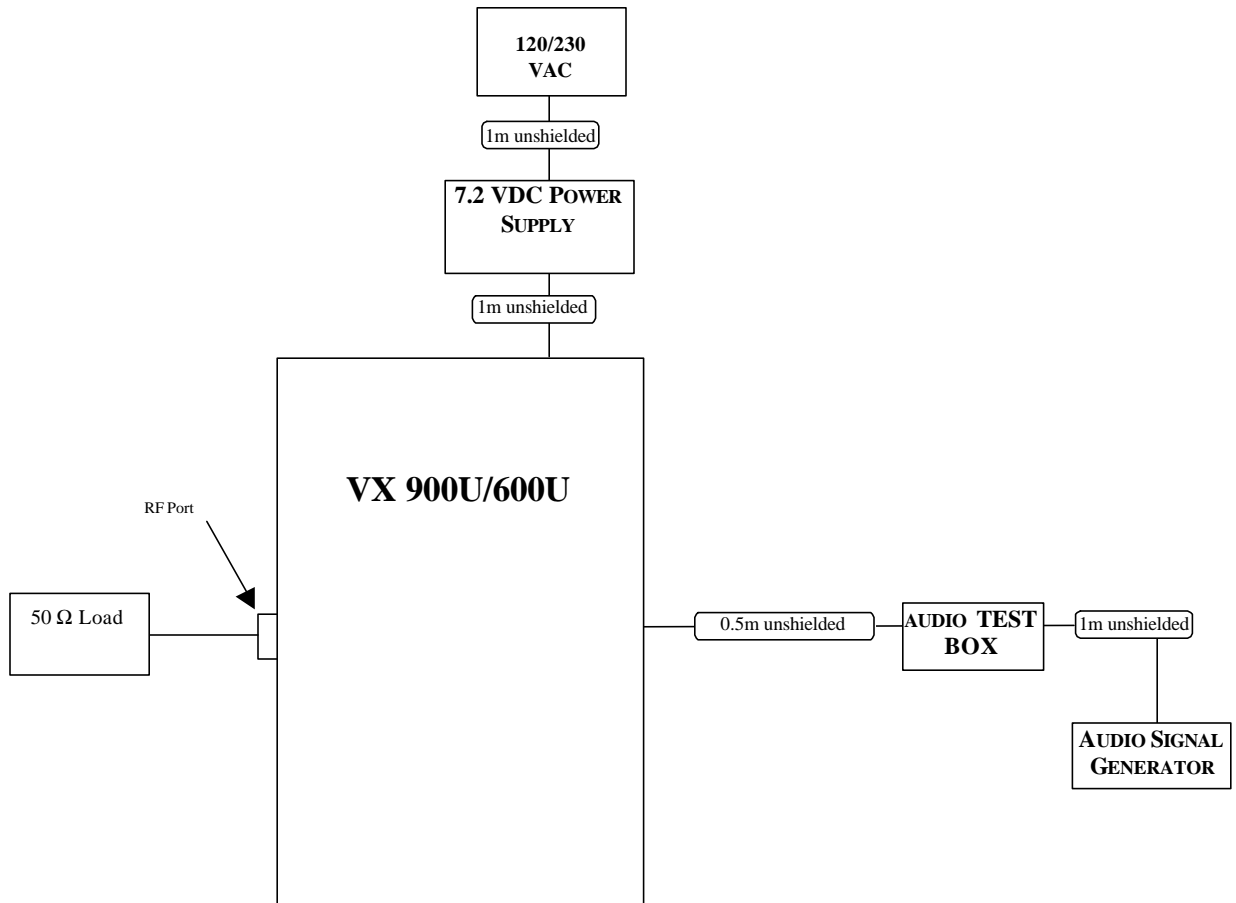 120/230
VAC
1m unshielded
7.2 VDC POWER
SUPPLY
1m unshielded
VX 900U/600U
RF Port
50 Ω Load
0.5m unshielded
AUDIO TEST
BOX
1m unshielded
AUDIO SIGNAL
GENERATOR